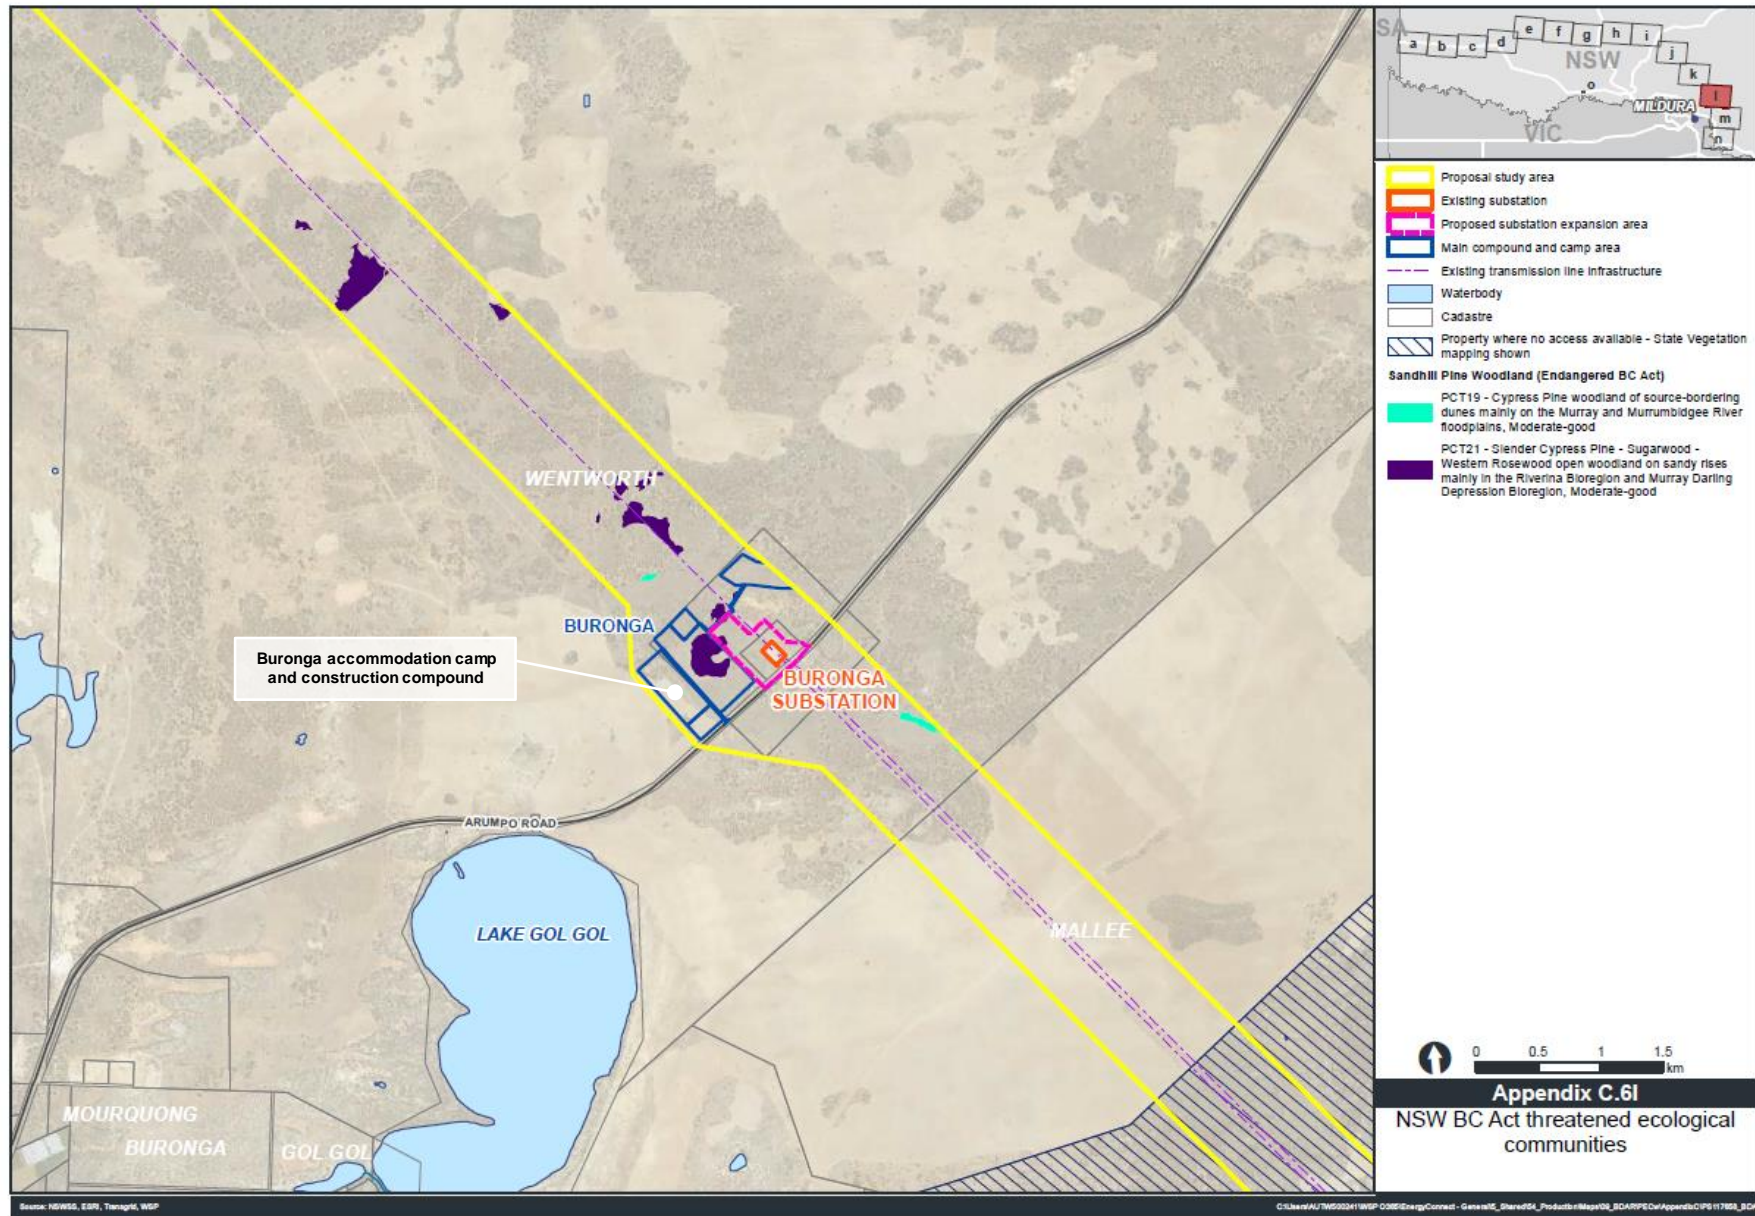 SA
a
b
c
d
e
f
g
h
i
j
k
l
m
n
o
NSW
MILDURA
VIC
Proposal study area
Existing substation
Proposed substation expansion area
Main compound and camp area
Existing transmission line infrastructure
Waterbody
Cadastre
Property where no access available - State Vegetation
mapping shown
Sandhill Pine Woodland (Endangered BC Act)
PCT19 - Cypress Pine woodland of source-bordering
dunes mainly on the Murray and Murrumbidgee River
floodplains, Moderate-good
PCT21 - Slender Cypress Pine - Sugarwood -
Western Rosewood open woodland on sandy rises
mainly in the Riverina Bioregion and Murray Darling
Depression Bioregion, Moderate-good
WENTWORTH
BURONGA
Buronga accommodation camp
and construction compound
BURONGA
SUBSTATION
ARUMPO ROAD
LAKE GOL GOL
MALLEE
MOURQUONG
BURONGA
GOL GOL
0 0.5 1 1.5
km
Appendix C.6l
NSW BC Act threatened ecological
communities
Source: NSWSS, ESRI, Transgrid, WSP